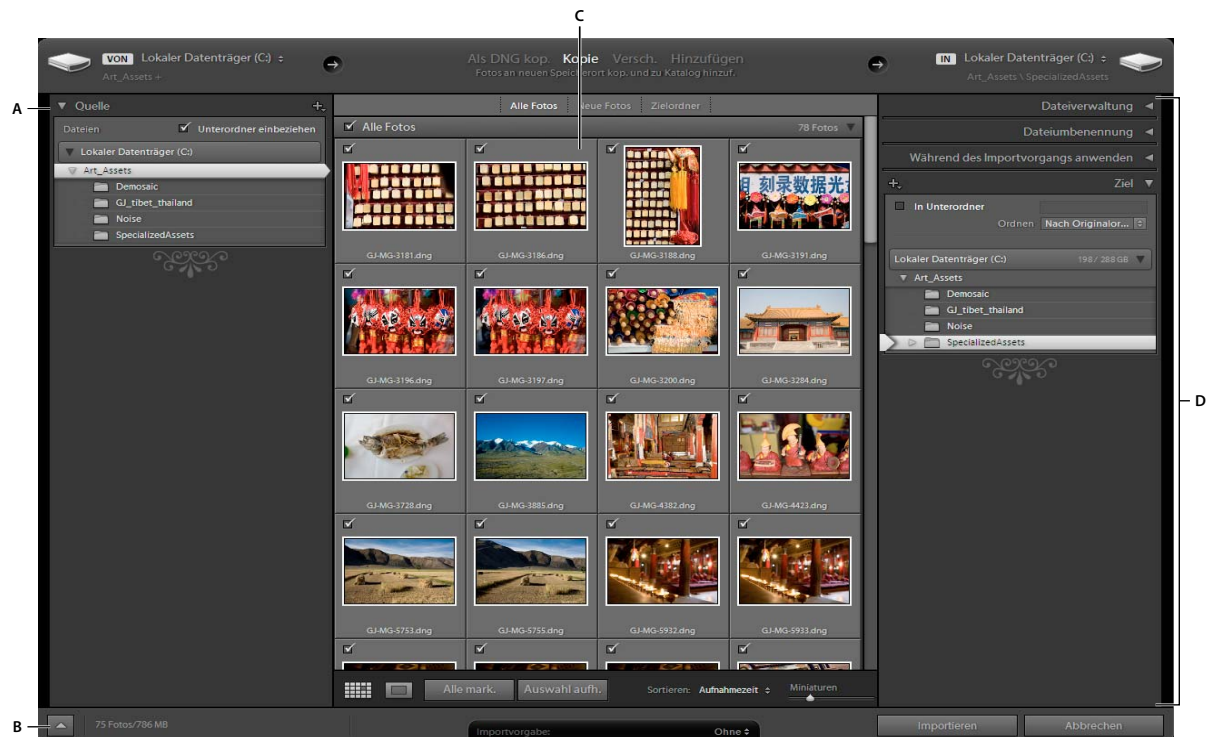 C
VON Lokaler Datenträger (C:)
Art_Assets +
Als DNG kop. Kopie Versch. Hinzufügen
Fotos an neuen Speicherort kop. und zu Katalog hinzuf.
IN Lokaler Datenträger (C:)
Art_Assets \ SpecializedAssets
A
Quelle
Dateien Unterordner einbeziehen
Lokaler Datenträger (C:)
Art_Assets
Demosaic
GJ_tibet_thailand
Noise
SpecializedAssets
Alle Fotos Neue Fotos Zielordner
Alle Fotos 78 Fotos
刻录数据光
GJ-MG-3181.dng GJ-MG-3186.dng GJ-MG-3188.dng GJ-MG-3191.dng
GJ-MG-3196.dng GJ-MG-3197.dng GJ-MG-3200.dng GJ-MG-3284.dng
GJ-MG-3728.dng GJ-MG-3885.dng GJ-MG-4382.dng GJ-MG-4423.dng
GJ-MG-5753.dng GJ-MG-5755.dng GJ-MG-5932.dng GJ-MG-5933.dng
Alle mark. Auswahl aufh. Sortieren: Aufnahmezeit Miniaturen
Dateiverwaltung
Dateiumbenennung
Während des Importvorgangs anwenden
Ziel
In Unterordner
Ordnen Nach Originalor...
Lokaler Datenträger (C:) 198 / 288 GB
Art_Assets
Demosaic
GJ_tibet_thailand
Noise
SpecializedAssets
D
B
75 Fotos/786 MB
Importvorgabe: Ohne
Importieren Abbrechen